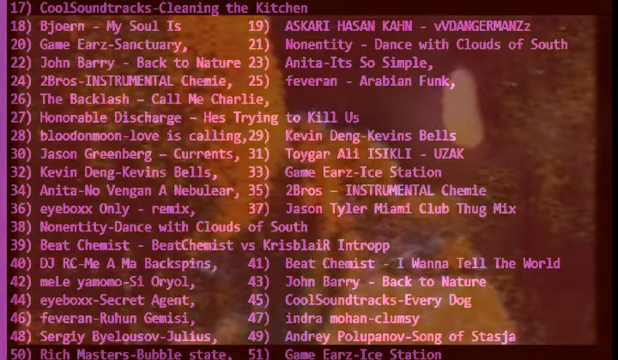 17) CoolSoundtracks-Cleaning the Kitchen
18) Bjoern - My Soul Is 19) ASKARI HASAN KAHN - vVDANGERMANZz
20) Game Earz-Sanctuary, 21) Nonentity - Dance with Clouds of South
22) John Barry - Back to Nature 23) Anita-Its So Simple,
24) 2Bros-INSTRUMENTAL Chemie, 25) feveran - Arabian Funk,
26) The Backlash - Call Me Charlie,
27) Honorable Discharge - Hes Trying to Kill Us
28) bloodonmoon-love is calling,29) Kevin Deng-Kevins Bells
30) Jason Greenberg - Currents, 31) Toygar Ali ISIKLI - UZAK
32) Kevin Deng-Kevins Bells, 33) Game Earz-Ice Station
34) Anita-No Vengan A Nebulear, 35) 2Bros - INSTRUMENTAL Chemie
36) eyeboxx Only - remix, 37) Jason Tyler Miami Club Thug Mix
38) Nonentity-Dance with Clouds of South
39) Beat Chemist - BeatChemist vs KrisblaiR Intropp
40) DJ RC-Me A Ma Backspins, 41) Beat Chemist - I Wanna Tell The World
42) meLe yamomo-Si Oryol, 43) John Barry - Back to Nature
44) eyeboxx-Secret Agent, 45) CoolSoundtracks-Every Dog
46) feveran-Ruhun Gemisi, 47) indra mohan-clumsy
48) Sergiy Byelousov-Julius, 49) Andrey Polupanov-Song of Stasja
50) Rich Masters-Bubble state, 51) Game Earz-Ice Station